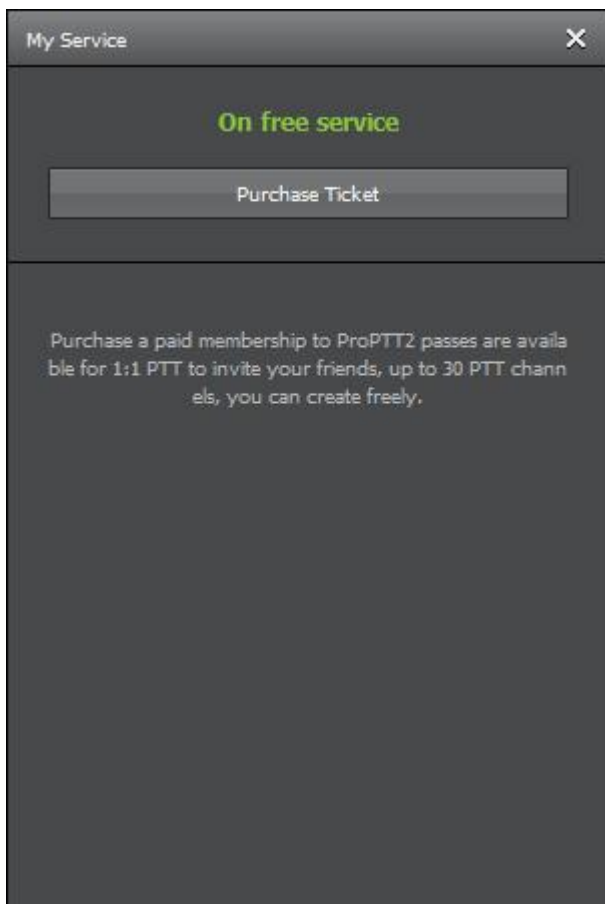 My Service
On free service
Purchase Ticket
Purchase a paid membership to ProPTT2 passes are availa
ble for 1:1 PTT to invite your friends, up to 30 PTT chann
els, you can create freely.